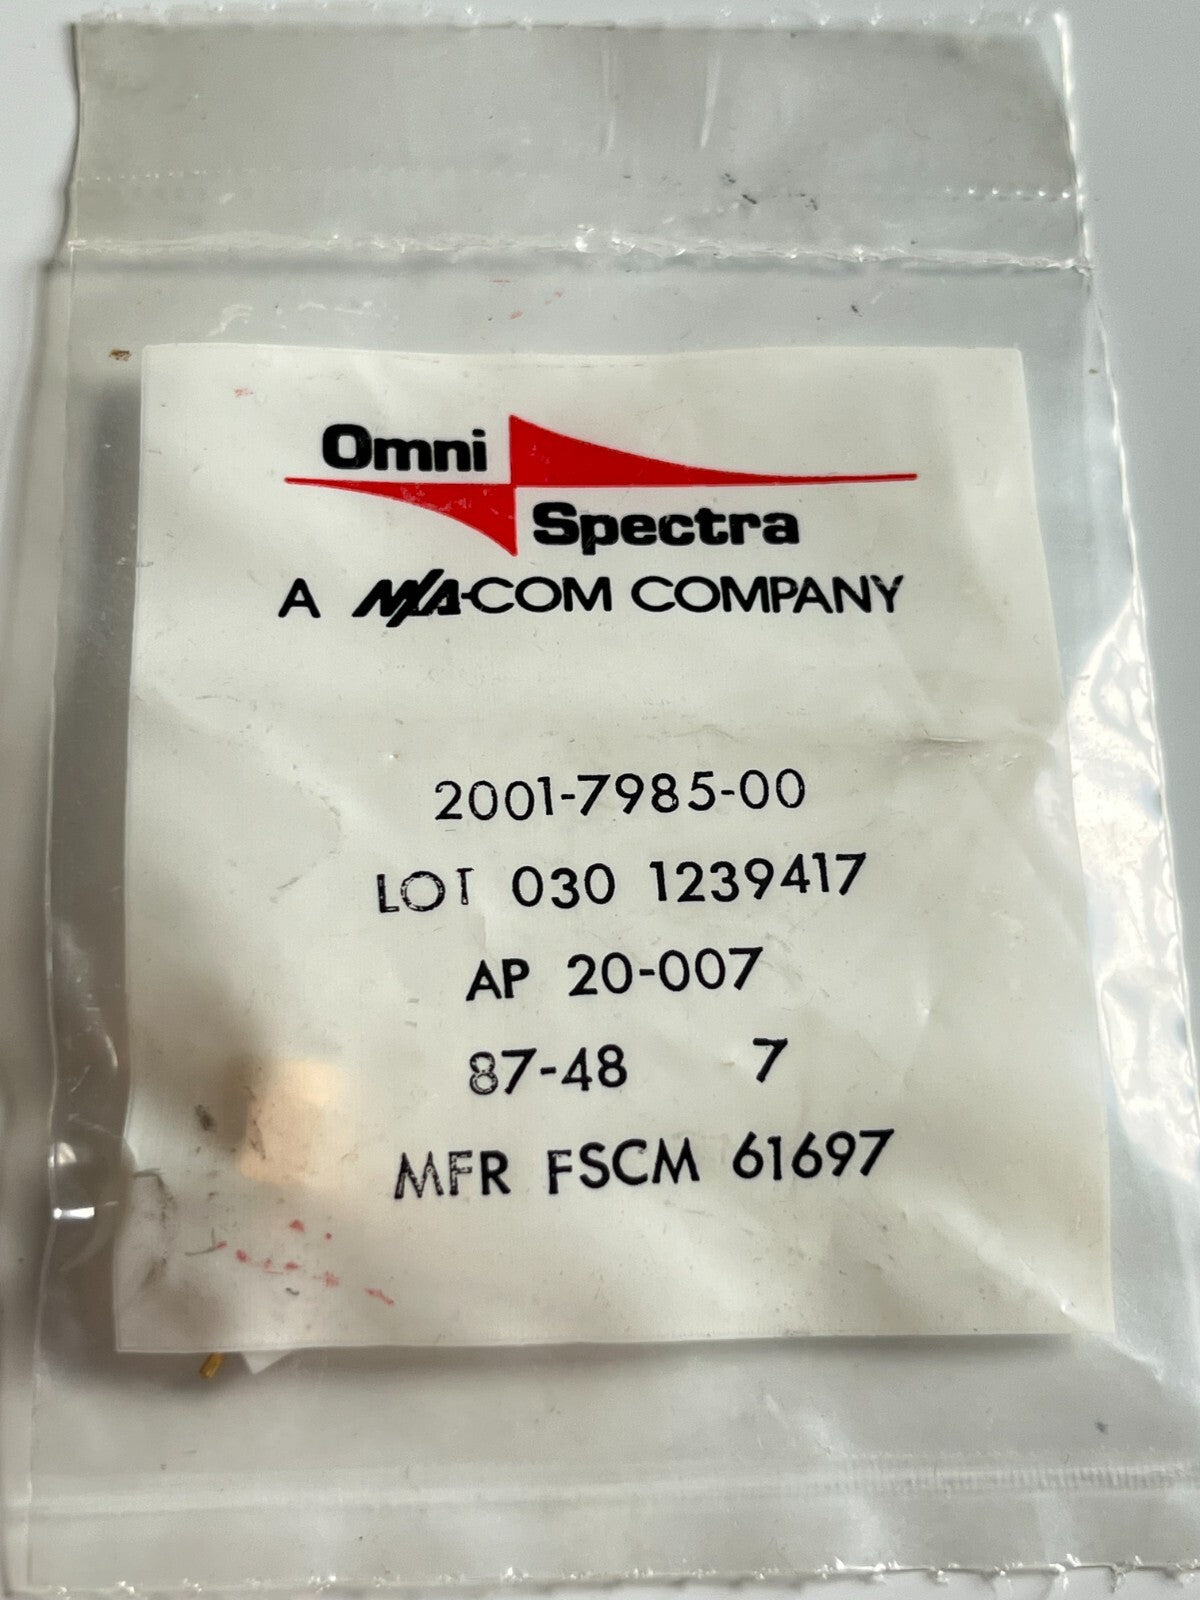 Omni
Spectra
A M/A-COM COMPANY
2001-7985-00
LOT 030 1239417
AP 20-007
87-48 7
MFR FSCM 61697